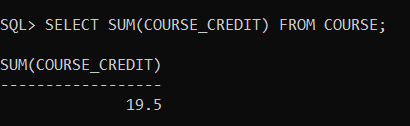 SQL> SELECT SUM(COURSE_CREDIT) FROM COURSE;
SUM(COURSE_CREDIT)
------------------
19.5